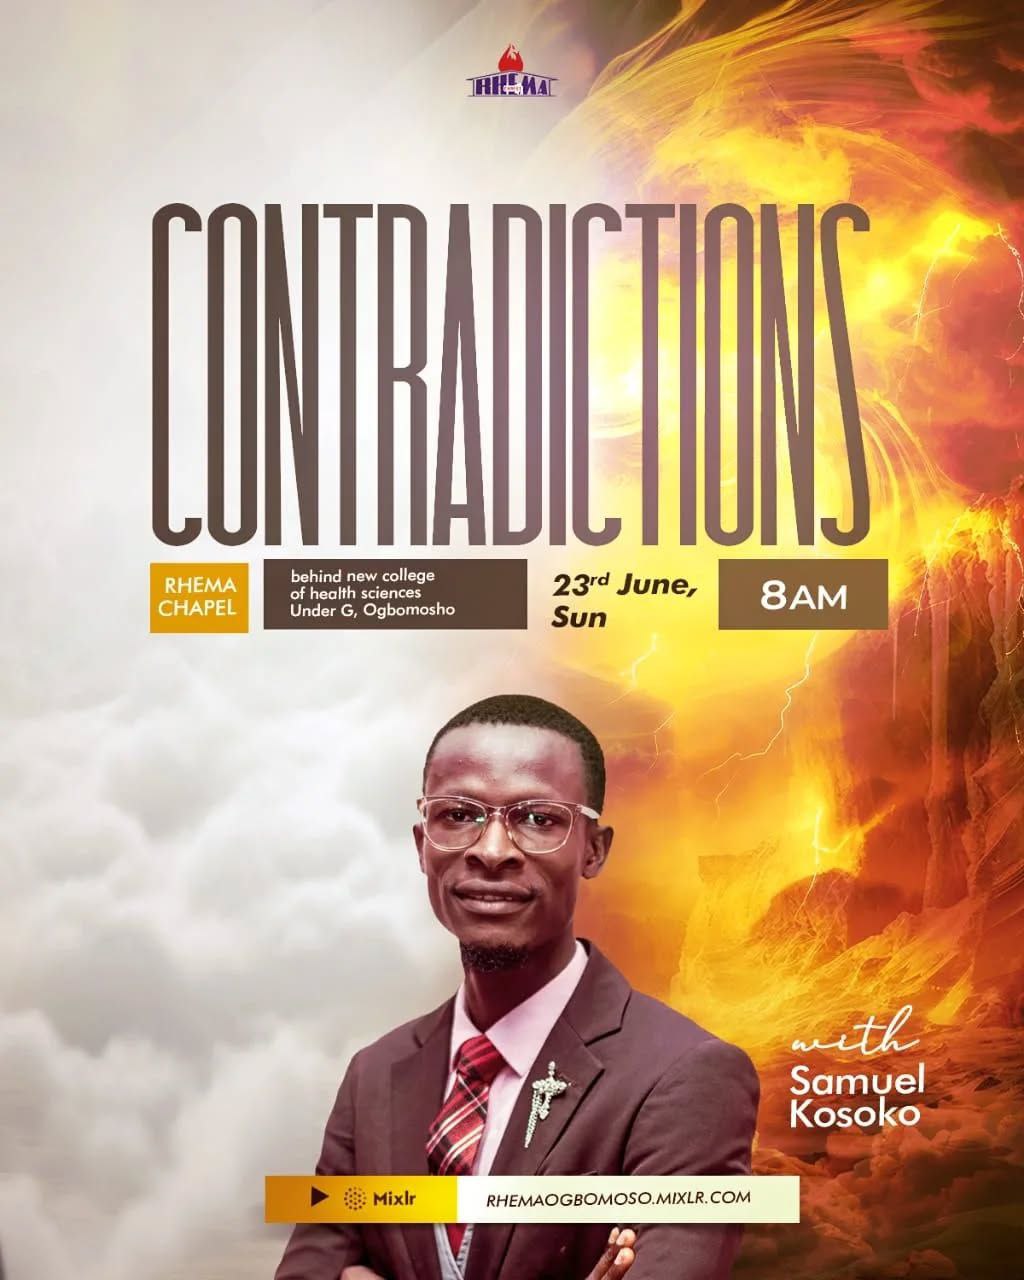 RHEMA
CONTRADICTIONS
RHEMA
CHAPEL
behind new college
of health sciences
Under G, Ogbomosho
23rd June,
Sun
8AM
with
Samuel
Kosoko
Mixlr
RHEMAOGBOMOSO.MIXLR.COM